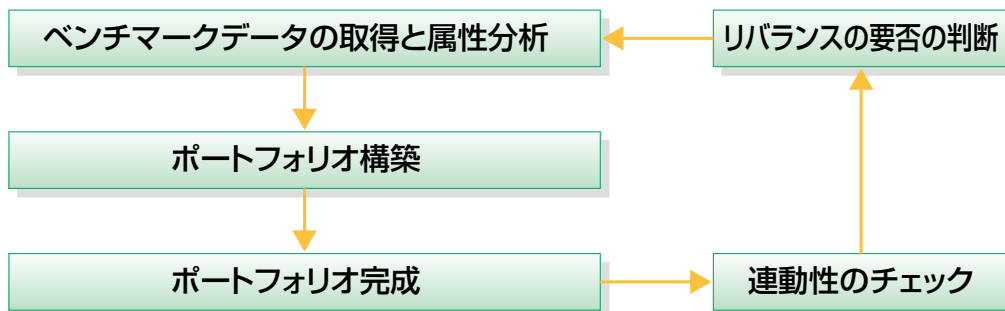 ベンチマークデータの取得と属性分析
リバランスの要否の判断
ポートフォリオ構築
ポートフォリオ完成
連動性のチェック